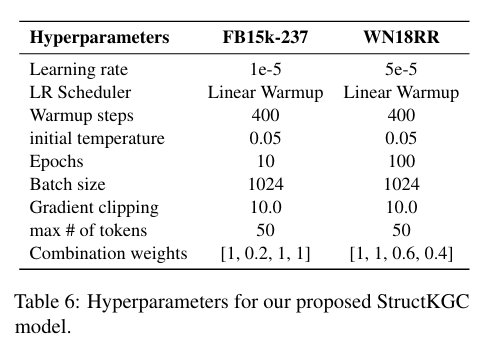 Hyperparameters FB15k-237 WN18RR
Learning rate 1e-5 5e-5
LR Scheduler Linear Warmup Linear Warmup
Warmup steps 400 400
initial temperature 0.05 0.05
Epochs 10 100
Batch size 1024 1024
Gradient clipping 10.0 10.0
max # of tokens 50 50
Combination weights [1, 0.2, 1, 1] [1, 1, 0.6, 0.4]
Table 6: Hyperparameters for our proposed StructKGC
model.